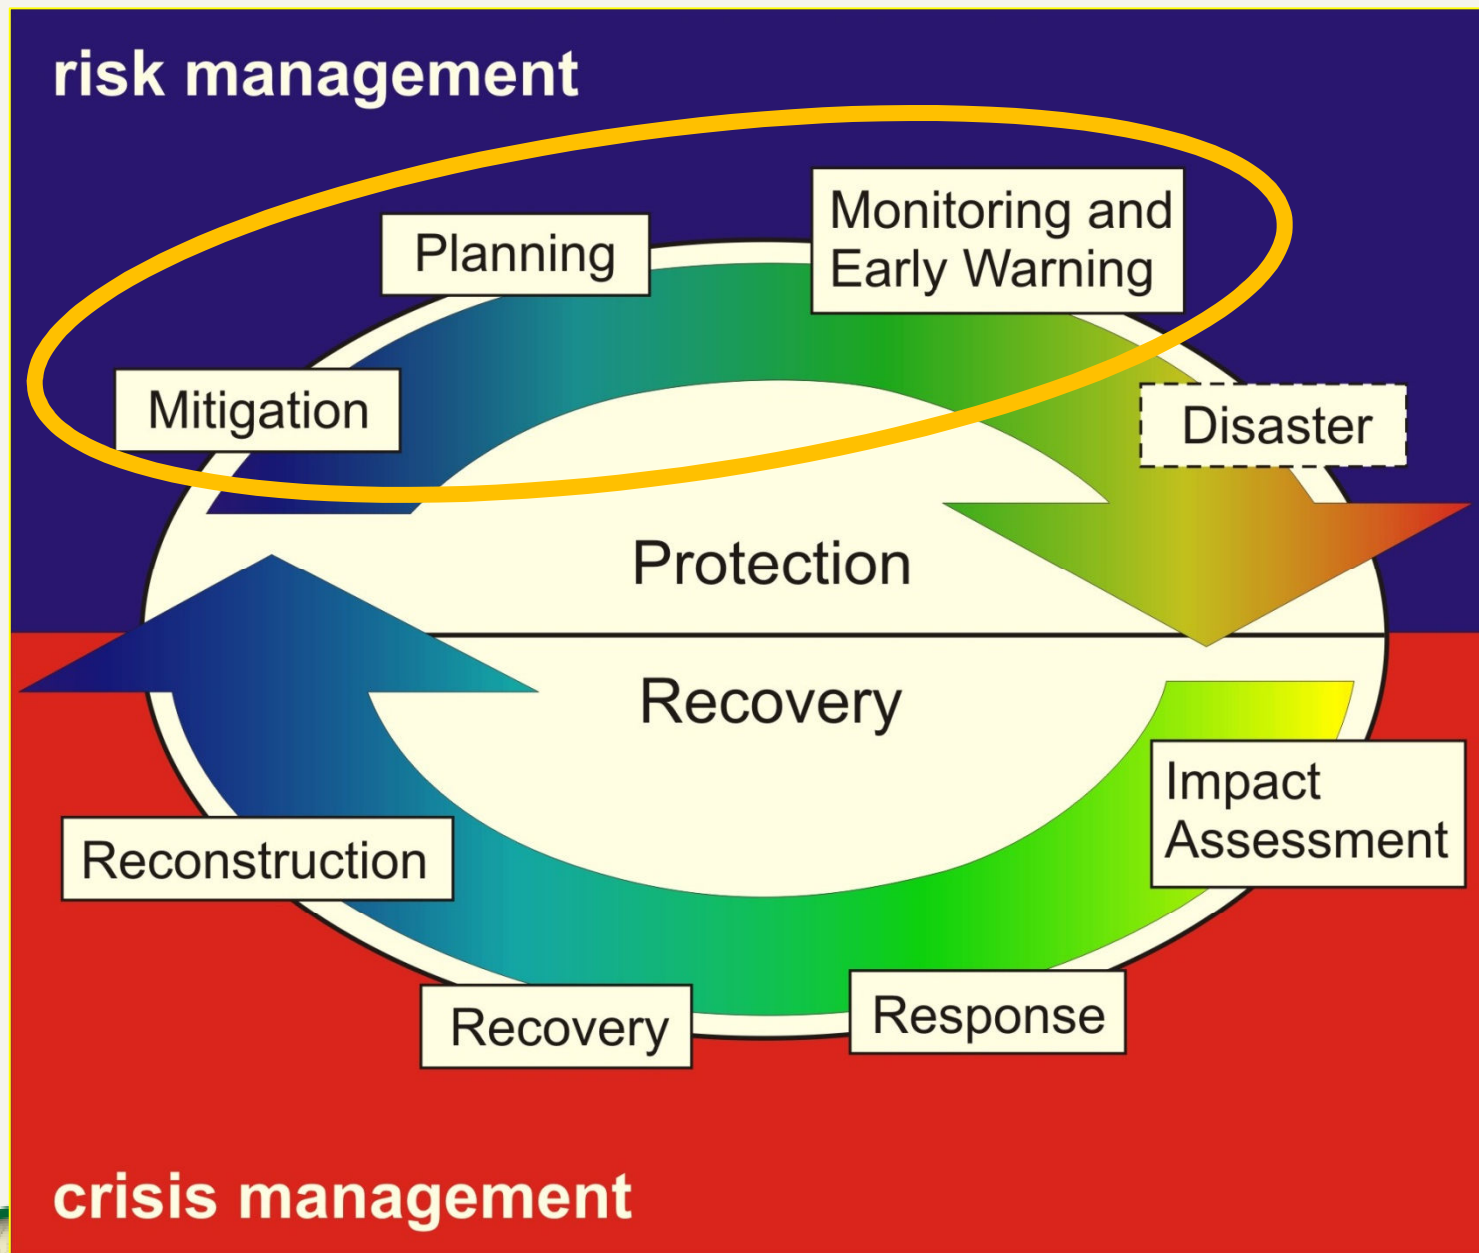 risk management
Planning
Monitoring and
Early Warning
Mitigation
Disaster
Protection
Recovery
Impact
Assessment
Reconstruction
Recovery
Response
crisis management